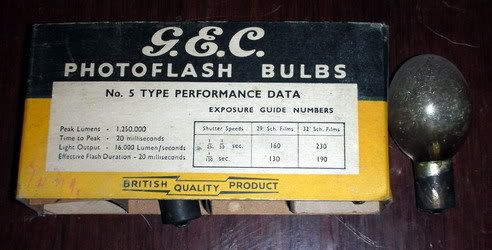 G.E.C.
PHOTOFLASH BULBS
No. 5 TYPE PERFORMANCE DATA
EXPOSURE GUIDE NUMBERS
Peak Lumens - 1,250,000
Time to Peak - 20 milliseconds
Light Output - 16,000 Lumen/seconds
Effective Flash Duration - 20 milliseconds
Shutter Speeds 29° Sch. Films 32° Sch. Films
sec. 160 230
sec. 130 190
BRITISH QUALITY PRODUCT